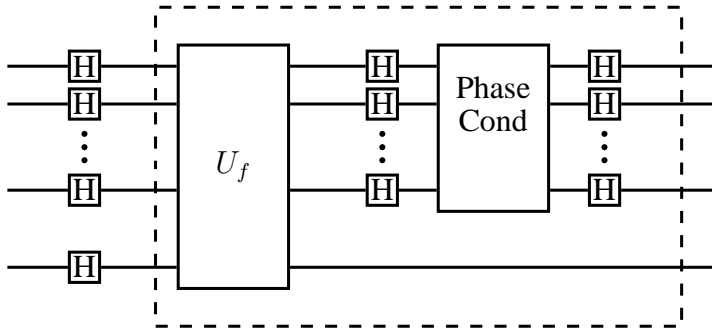 H H H
H Phase H
H Cond H
U_f
H H H
H